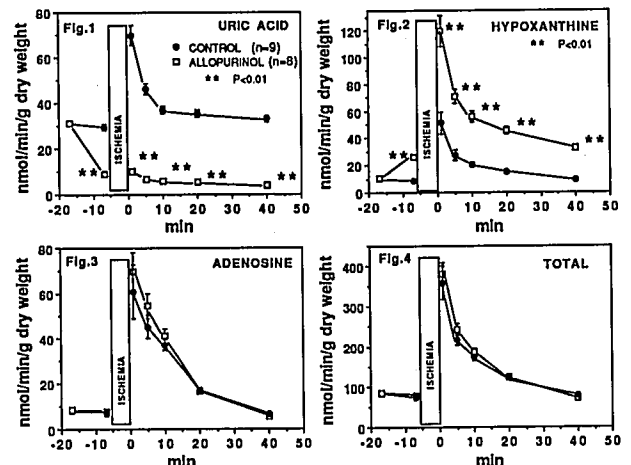 Fig.1 URIC ACID
CONTROL (n=9)
ALLOPURINOL (n=8)
** P<0.01
nmol/min/g dry weight
80
60
40
20
0
ISCHEMIA
**
** ** ** **
-20 -10 0 10 20 30 40 50
min
Fig.2 HYPOXANTHINE
** P<0.01
nmol/min/g dry weight
120
100
80
60
40
20
0
ISCHEMIA
**
**
**
**
**
**
-20 -10 0 10 20 30 40 50
min
Fig.3 ADENOSINE
nmol/min/g dry weight
80
60
40
20
0
ISCHEMIA
-20 -10 0 10 20 30 40 50
min
Fig.4 TOTAL
nmol/min/g dry weight
400
300
200
100
0
ISCHEMIA
-20 -10 0 10 20 30 40 50
min